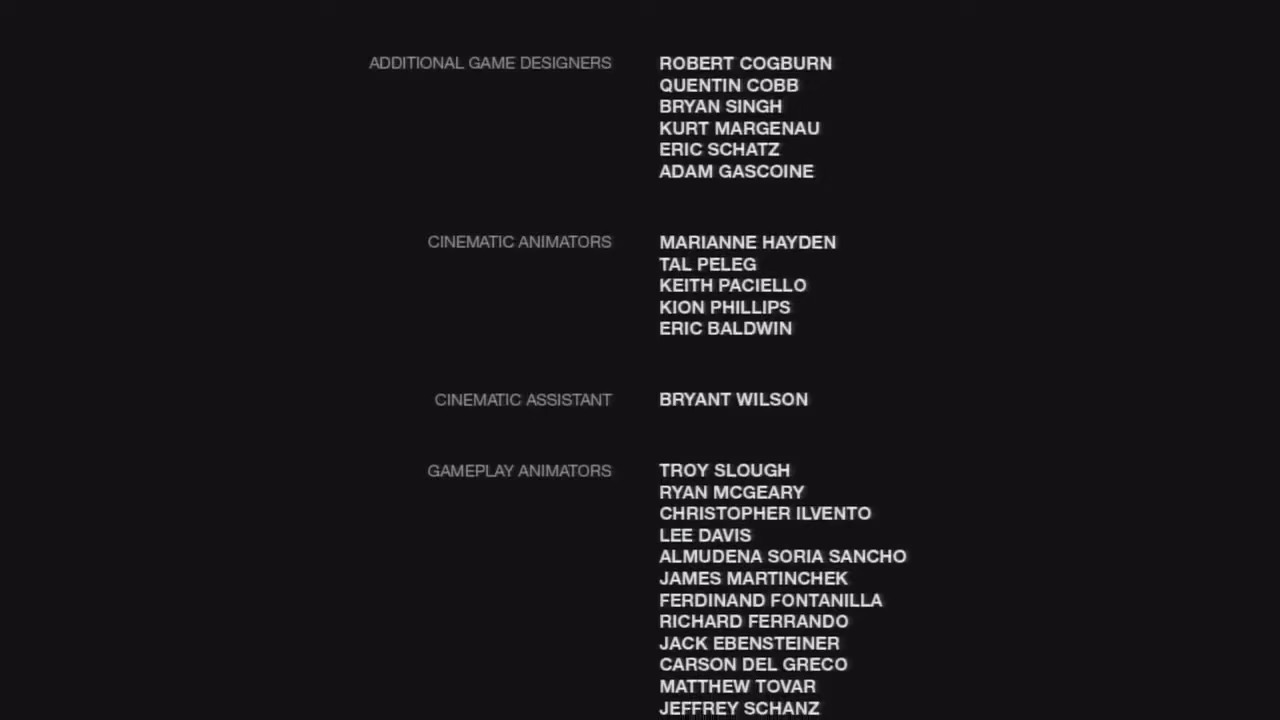 ADDITIONAL GAME DESIGNERS ROBERT COGBURN
QUENTIN COBB
BRYAN SINGH
KURT MARGENAU
ERIC SCHATZ
ADAM GASCOINE
CINEMATIC ANIMATORS MARIANNE HAYDEN
TAL PELEG
KEITH PACIELLO
KION PHILLIPS
ERIC BALDWIN
CINEMATIC ASSISTANT BRYANT WILSON
GAMEPLAY ANIMATORS TROY SLOUGH
RYAN MCGEARY
CHRISTOPHER ILVENTO
LEE DAVIS
ALMUDENA SORIA SANCHO
JAMES MARTINCHEK
FERDINAND FONTANILLA
RICHARD FERRANDO
JACK EBENSTEINER
CARSON DEL GRECO
MATTHEW TOVAR
JEFFREY SCHANZ